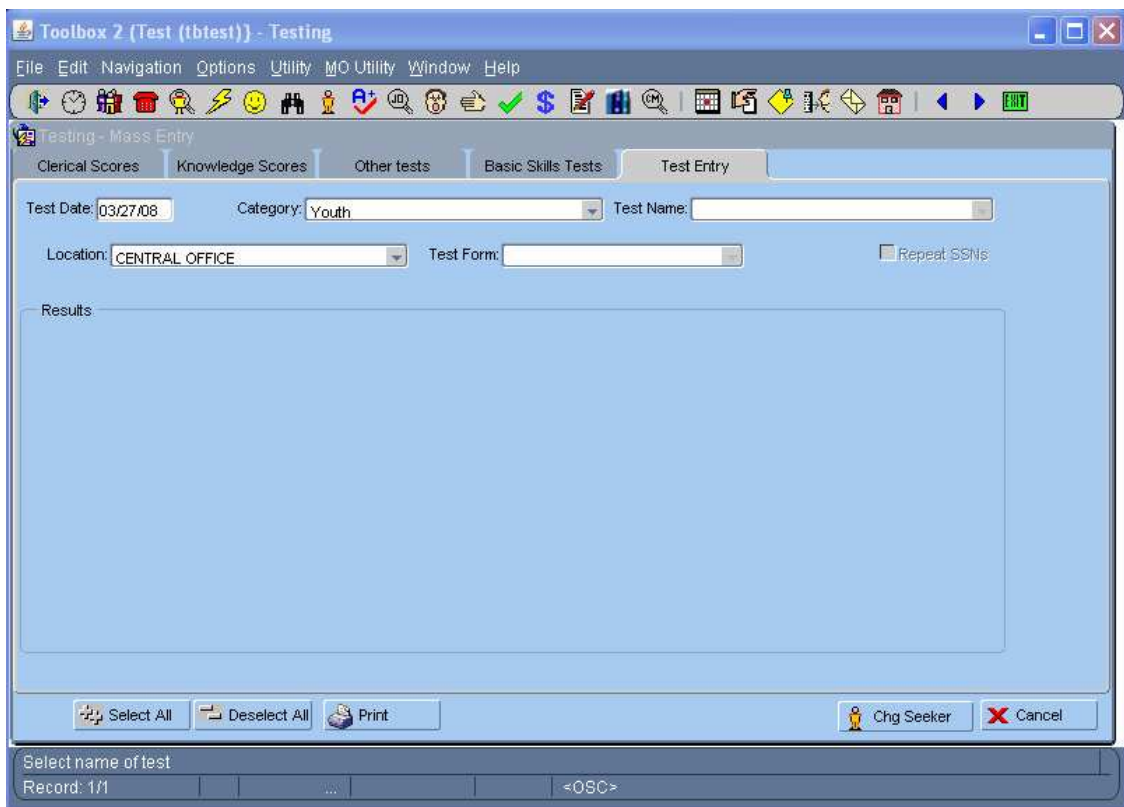 Toolbox 2 {Test (tbtest)} - Testing
File Edit Navigation Options Utility MO Utility Window Help
A+ JO CM EXIT
Testing - Mass Entry
Clerical Scores Knowledge Scores Other tests Basic Skills Tests Test Entry
Test Date: 03/27/08 Category: Youth Test Name:
Location: CENTRAL OFFICE Test Form: Repeat SSNs
Results
Select All Deselect All Print Chg Seeker Cancel
Select name of test
Record: 1/1 ... <OSC>